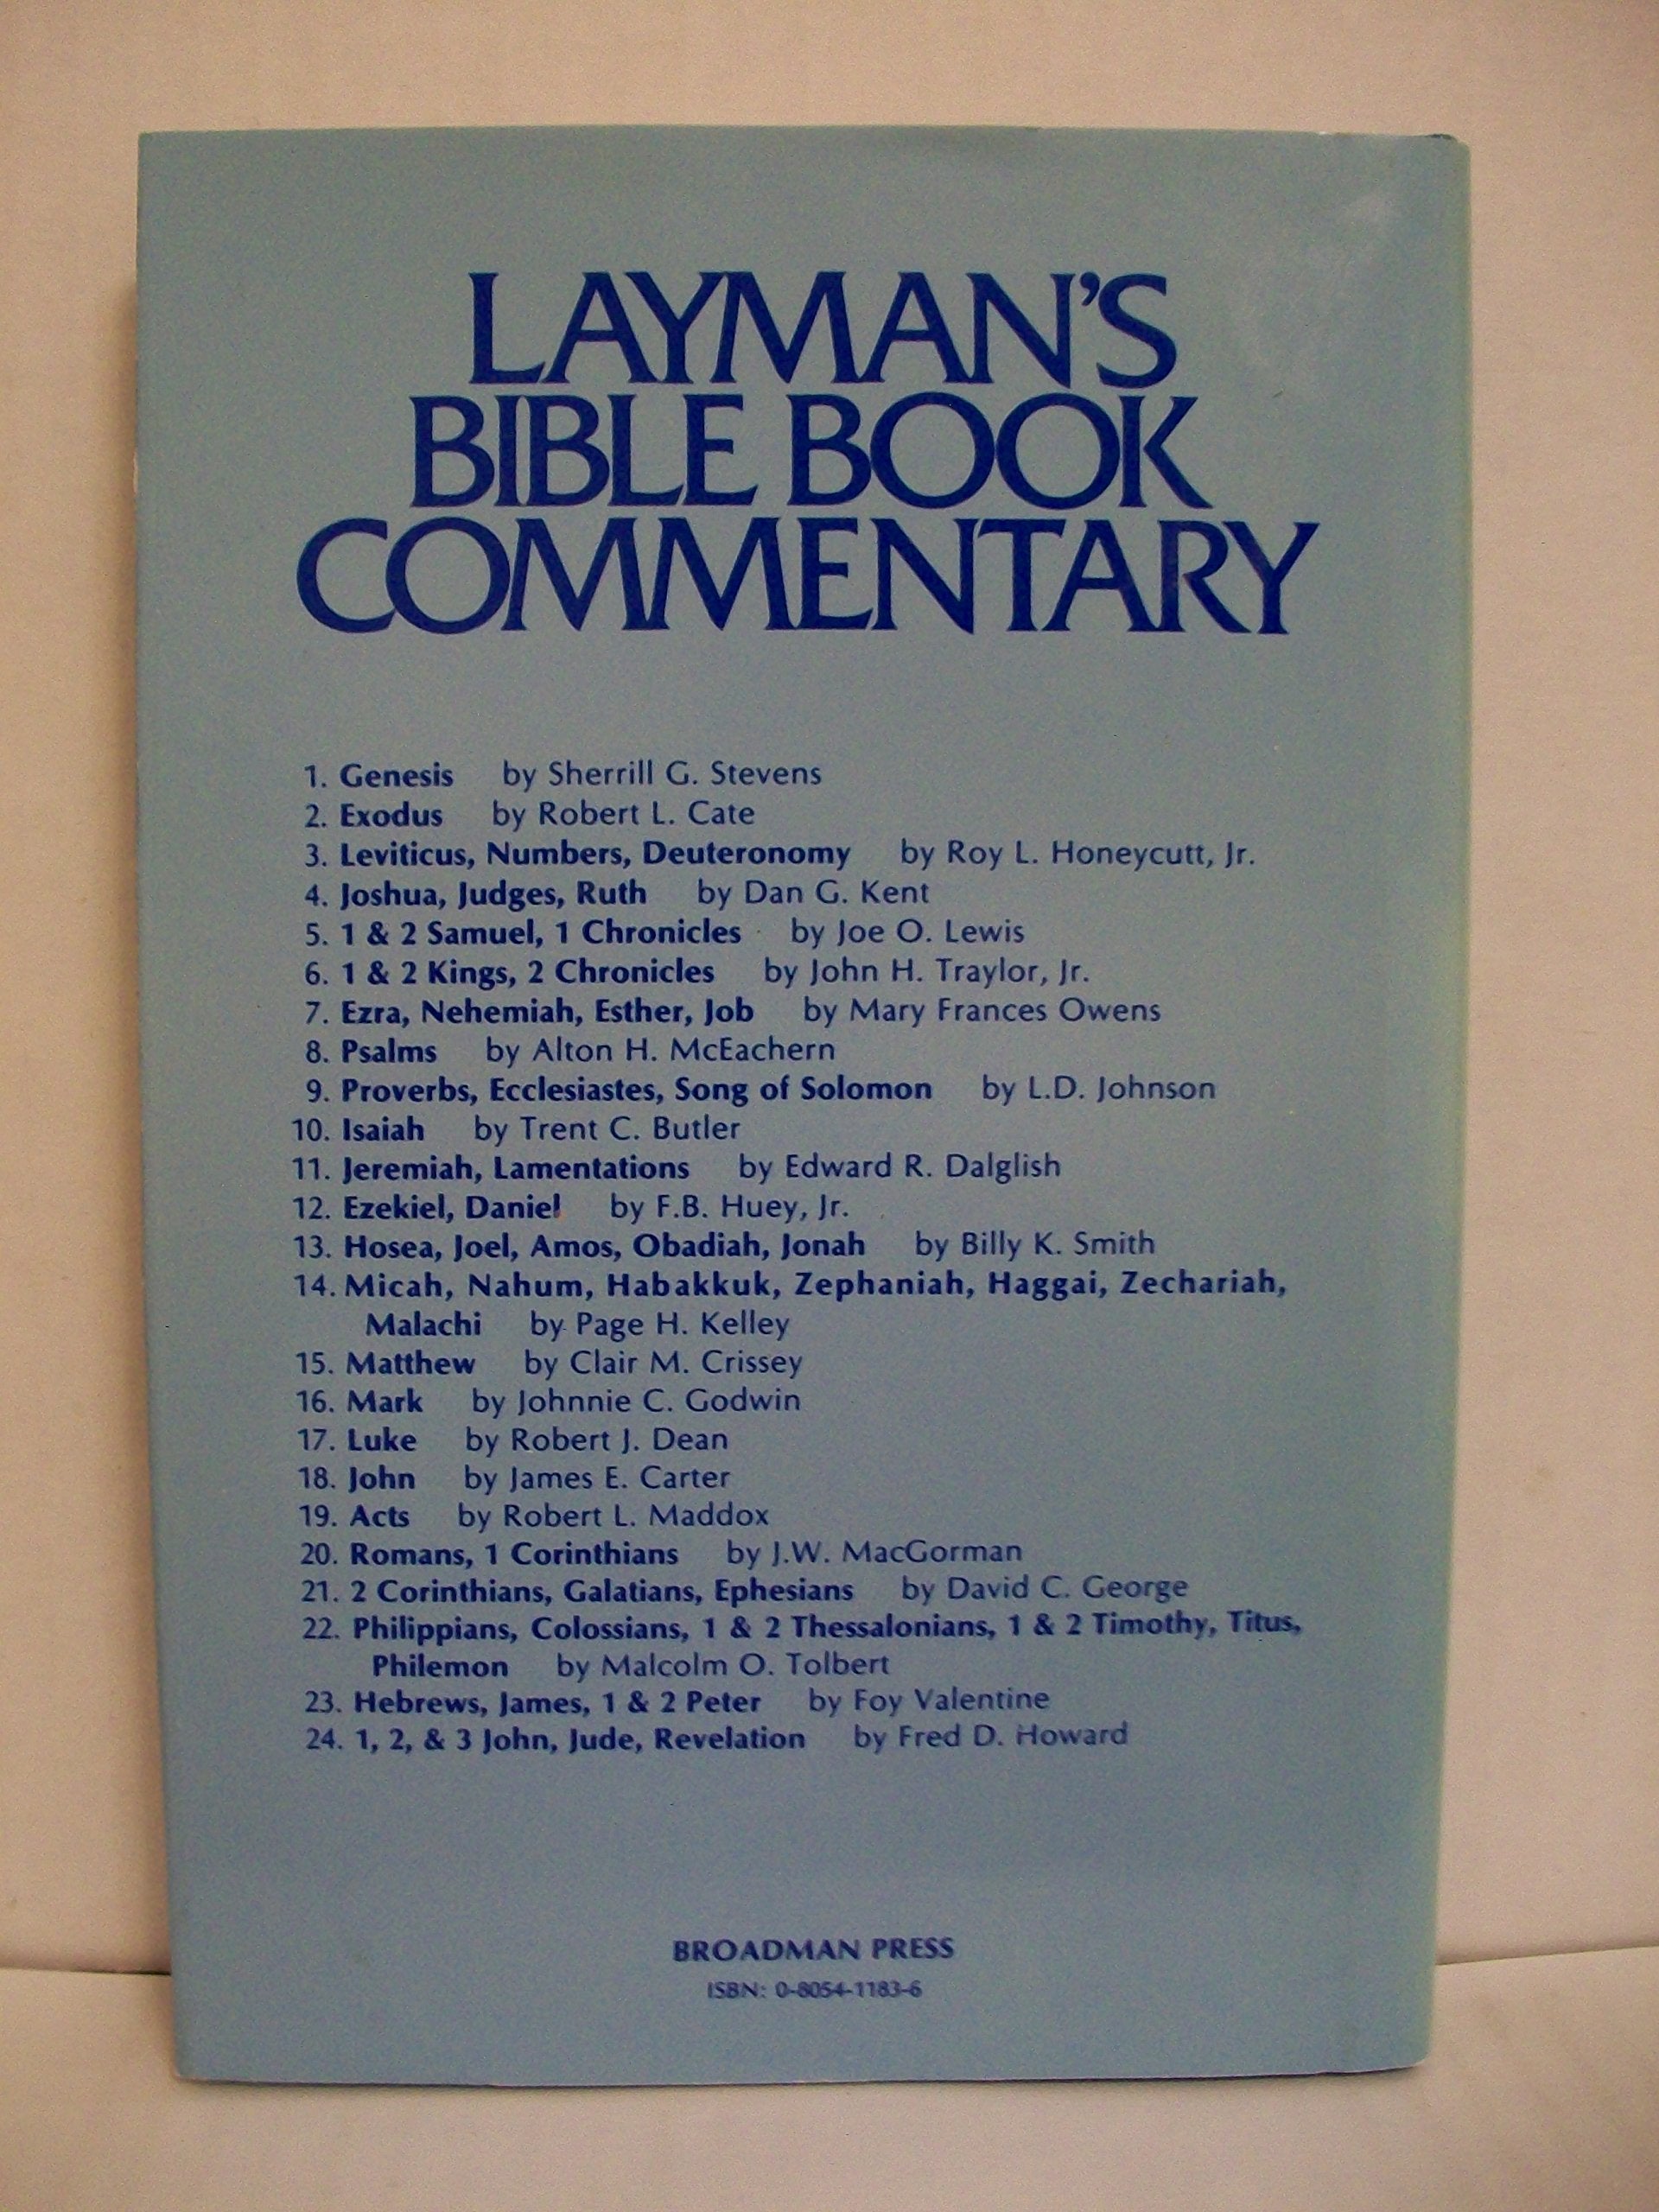 LAYMAN'S
BIBLE BOOK
COMMENTARY
1. Genesis by Sherrill G. Stevens
2. Exodus by Robert L. Cate
3. Leviticus, Numbers, Deuteronomy by Roy L. Honeycutt, Jr.
4. Joshua, Judges, Ruth by Dan G. Kent
5. 1 & 2 Samuel, 1 Chronicles by Joe O. Lewis
6. 1 & 2 Kings, 2 Chronicles by John H. Traylor, Jr.
7. Ezra, Nehemiah, Esther, Job by Mary Frances Owens
8. Psalms by Alton H. McEachern
9. Proverbs, Ecclesiastes, Song of Solomon by L.D. Johnson
10. Isaiah by Trent C. Butler
11. Jeremiah, Lamentations by Edward R. Dalglish
12. Ezekiel, Daniel by F.B. Huey, Jr.
13. Hosea, Joel, Amos, Obadiah, Jonah by Billy K. Smith
14. Micah, Nahum, Habakkuk, Zephaniah, Haggai, Zechariah,
Malachi by Page H. Kelley
15. Matthew by Clair M. Crissey
16. Mark by Johnnie C. Godwin
17. Luke by Robert J. Dean
18. John by James E. Carter
19. Acts by Robert L. Maddox
20. Romans, 1 Corinthians by J.W. MacGorman
21. 2 Corinthians, Galatians, Ephesians by David C. George
22. Philippians, Colossians, 1 & 2 Thessalonians, 1 & 2 Timothy, Titus,
Philemon by Malcolm O. Tolbert
23. Hebrews, James, 1 & 2 Peter by Foy Valentine
24. 1, 2, & 3 John, Jude, Revelation by Fred D. Howard
BROADMAN PRESS
ISBN: 0-8054-1183-6